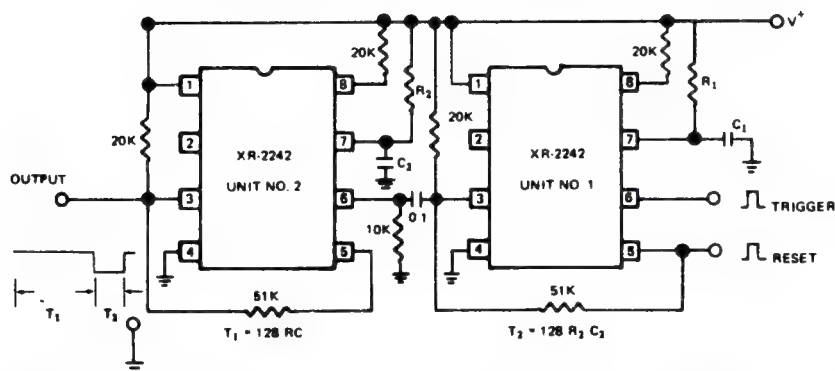 V+
20K
R2
20K
R1
1
8
1
8
20K
2
XR-2242
7
C2
2
XR-2242
7
C1
OUTPUT
UNIT NO. 2
UNIT NO 1
3
6
0 1
3
6
TRIGGER
10K
4
5
4
5
RESET
51K
51K
T1
T2
T1 = 128 RC
T2 = 128 R2 C2